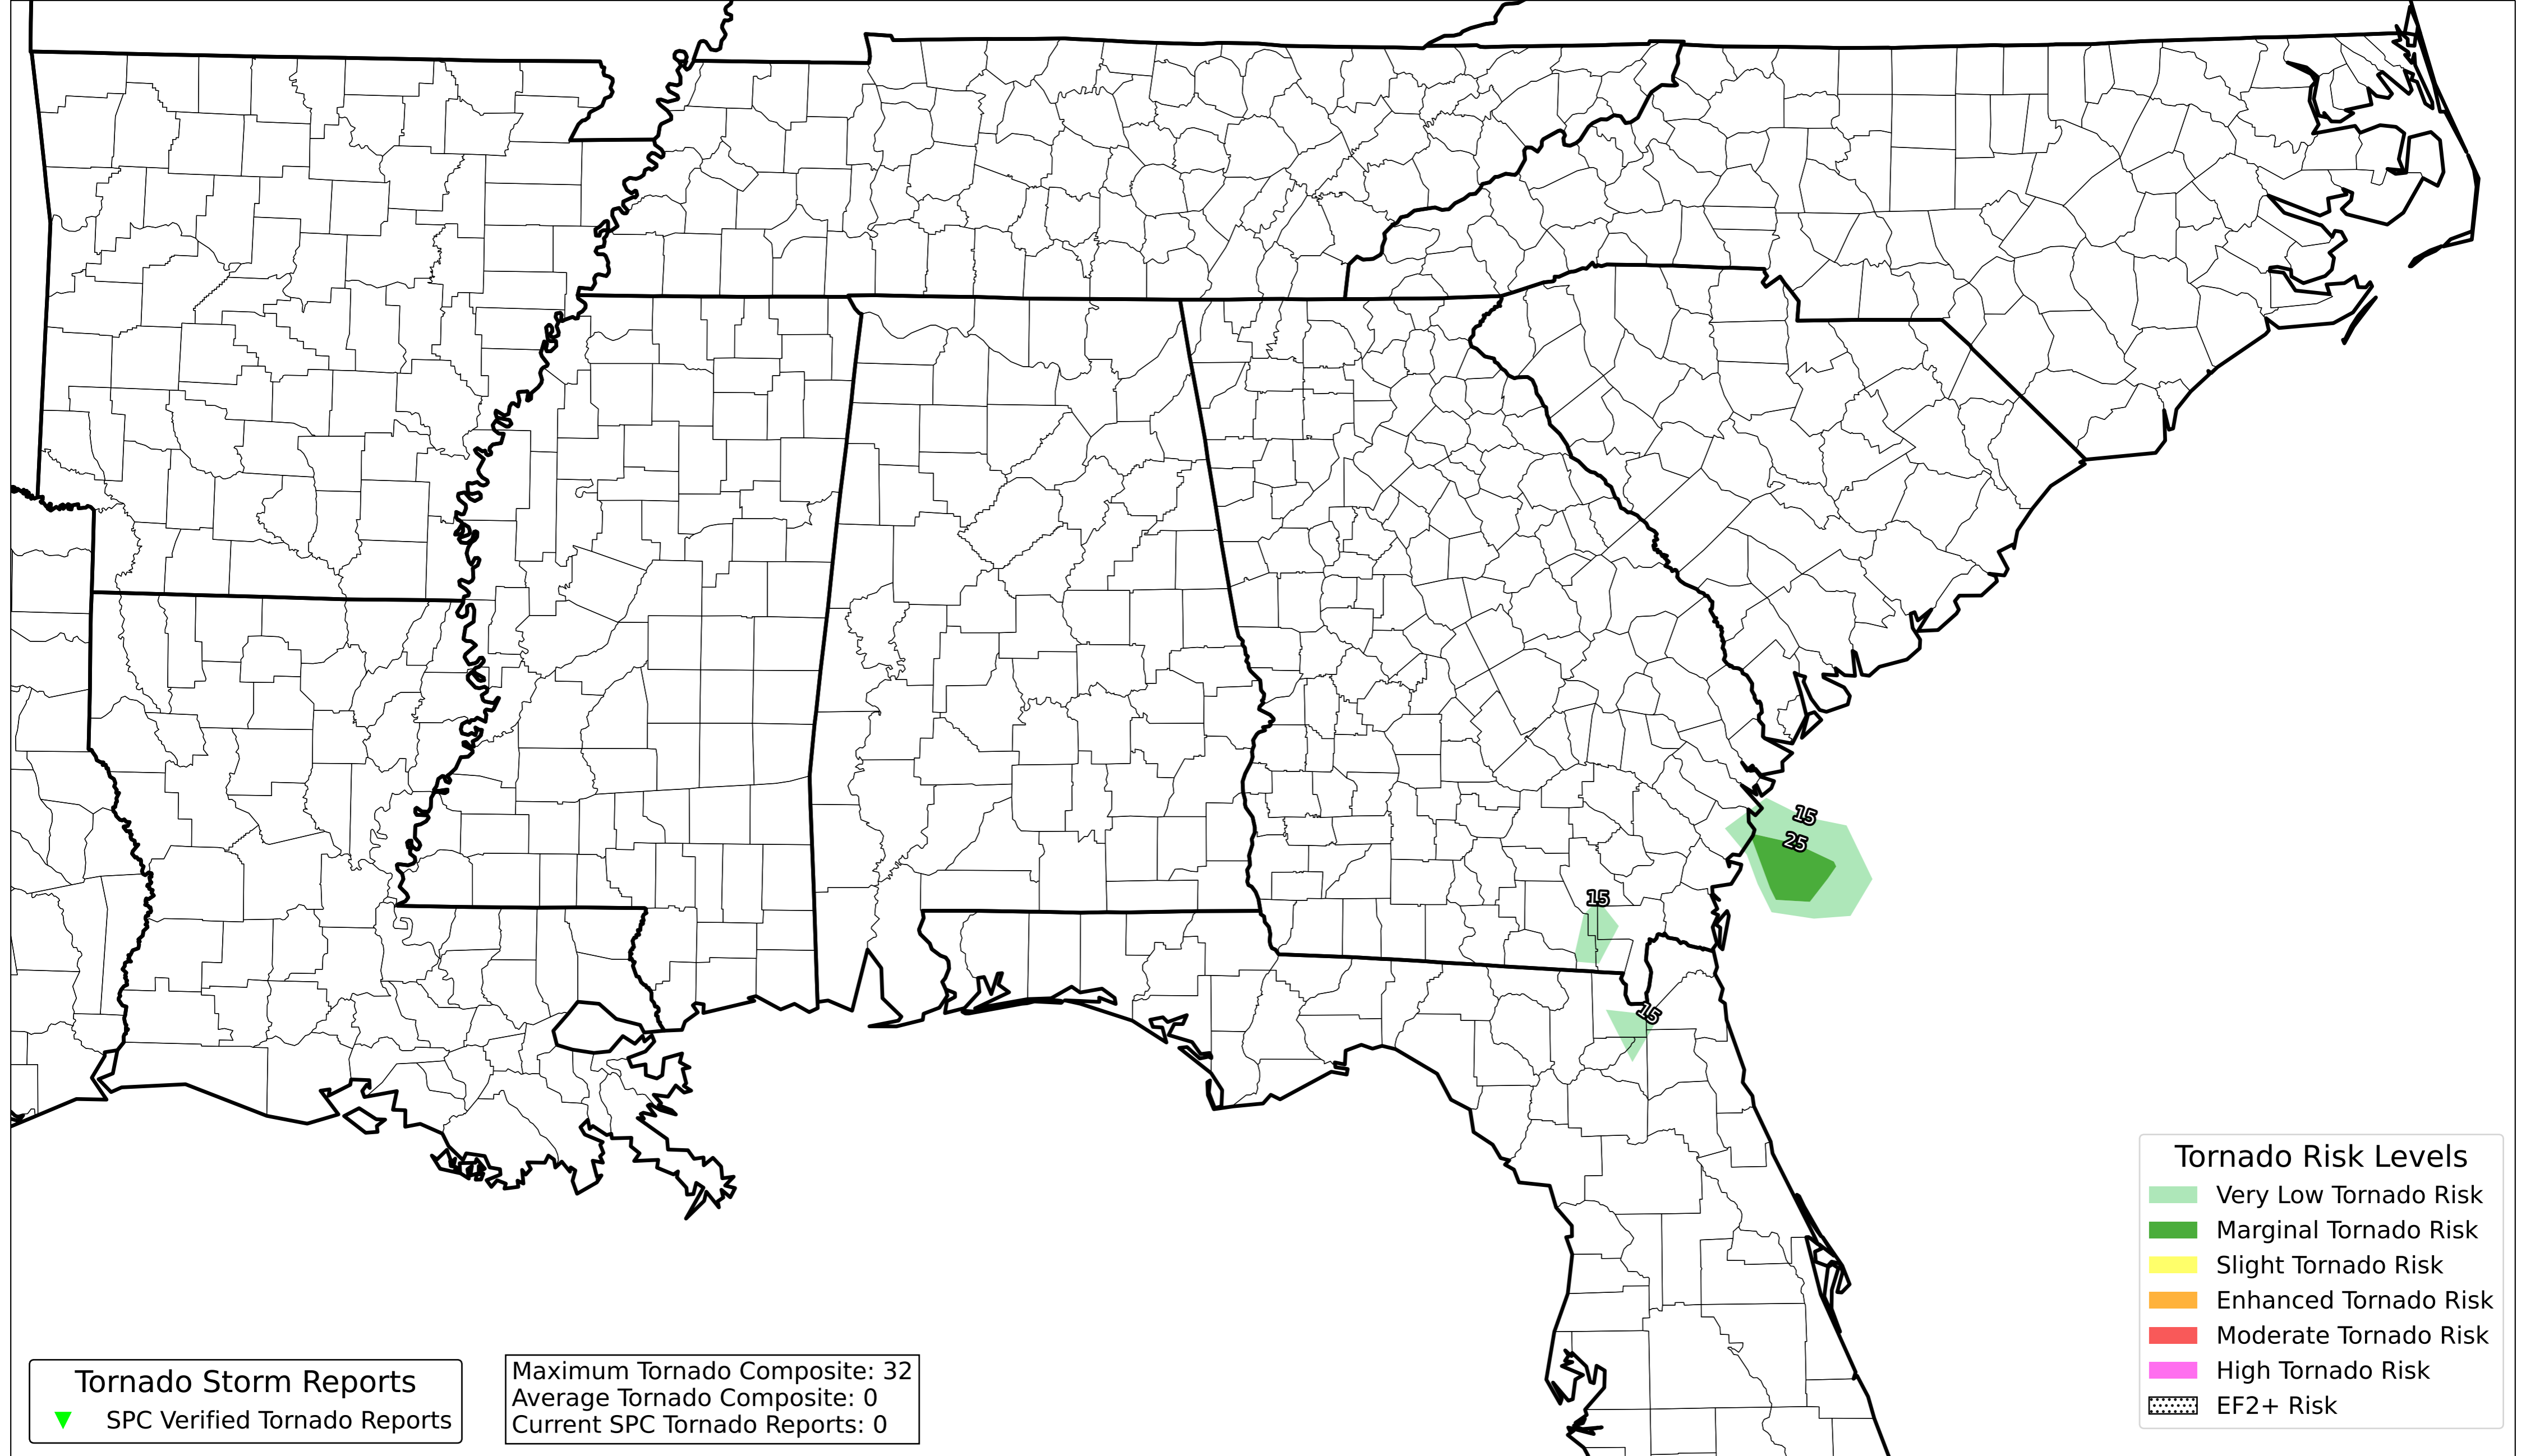 15
25
15
15
Tornado Risk Levels
Very Low Tornado Risk
Marginal Tornado Risk
Slight Tornado Risk
Enhanced Tornado Risk
Moderate Tornado Risk
High Tornado Risk
EF2+ Risk
Tornado Storm Reports
SPC Verified Tornado Reports
Maximum Tornado Composite: 32
Average Tornado Composite: 0
Current SPC Tornado Reports: 0